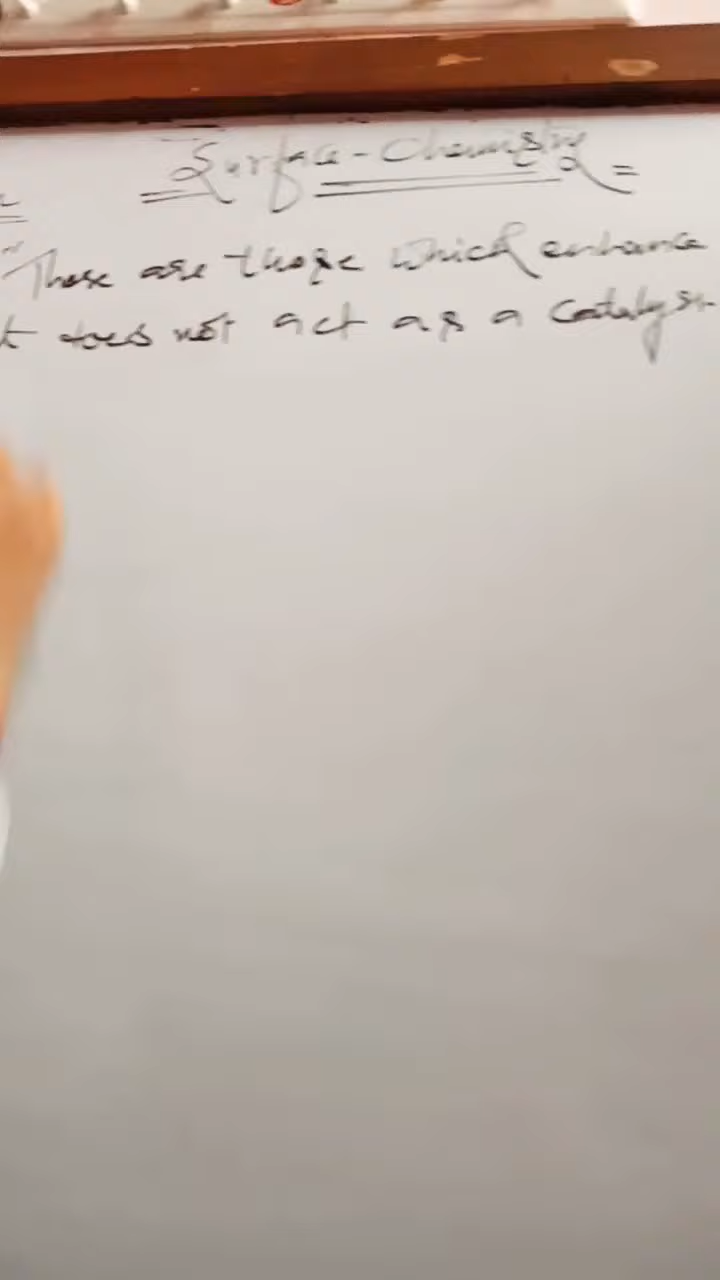 Surface-Chemistry
"These are those which enhance
does not act as a Catalyst.